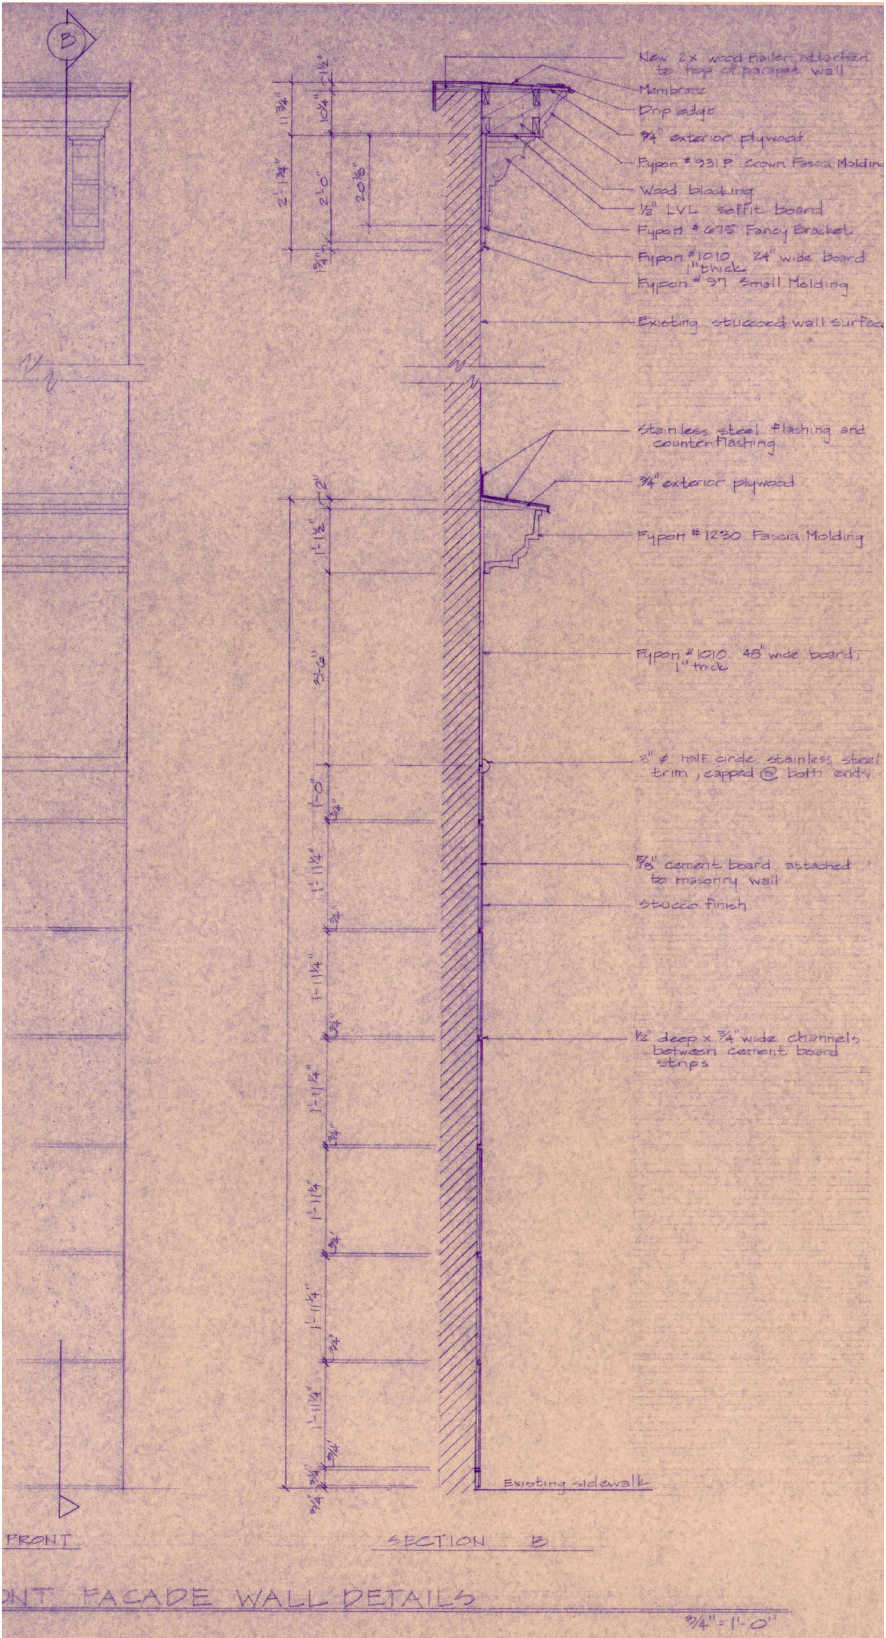 B
New 2x wood nailer attached
to top of parapet wall
Membrane
Drip edge
3/4" exterior plywood
Fypon # 931 P Crown Fascia Molding
Wood blocking
1/2" LVL soffit board
Fypon # 675 Fancy Bracket
Fypon #1010 24" wide board
1" thick
Fypon # 97 Small Molding
Existing stuccoed wall surface
1 1/2"
11 3/4"
10 1/4"
2'-1 3/4"
2'-0"
20 1/8"
1 3/4"
Stainless steel flashing and
counterflashing
3/4" exterior plywood
Fypon # 1230 Fascia Molding
2"
1'-1 1/2"
3'-6"
Fypon # 1010 48" wide board,
1" thick
2" ø half circle stainless steel
trim, capped @ both ends
1'-0"
3/4"
1'-11 1/4"
5/8" cement board attached
to masonry wall
Stucco finish
3/4"
1'-11 1/4"
1/2" deep x 3/4" wide channels
between cement board
strips
3/4"
1'-11 1/4"
3/4"
1'-11 1/4"
3/4"
1'-11 1/4"
3/4"
1'-11 1/4"
3/4"
3/4"
3/4"
Existing sidewalk
FRONT
SECTION B
ONT FACADE WALL DETAILS
3/4" = 1'-0"